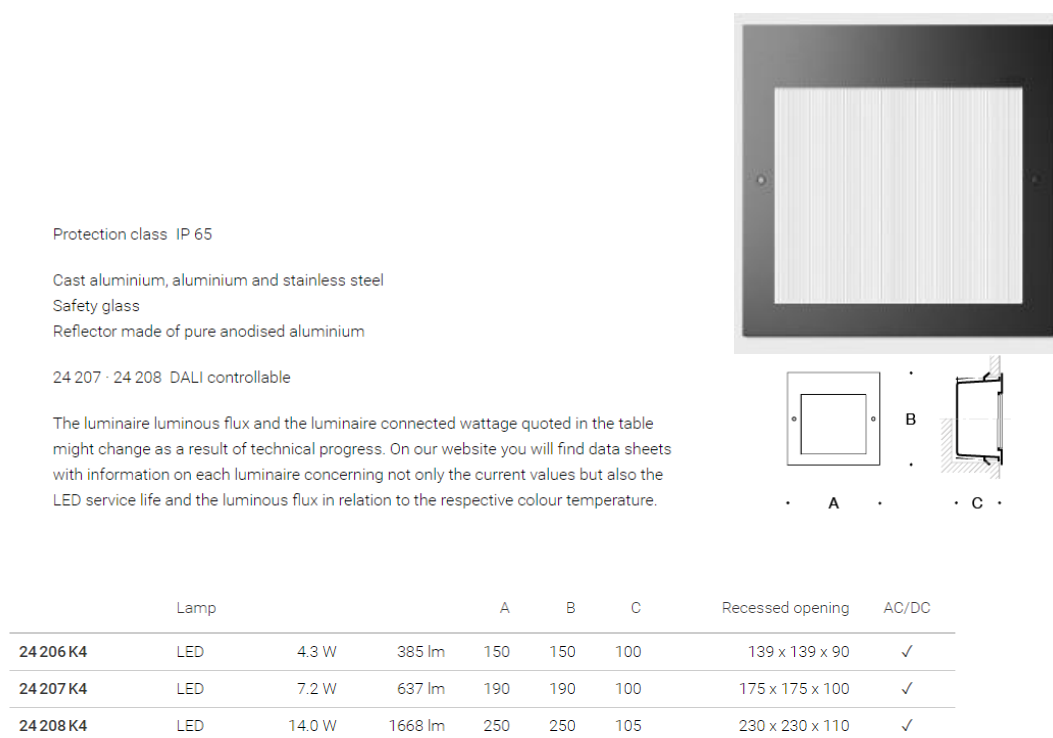 Protection class IP 65
Cast aluminium, aluminium and stainless steel
Safety glass
Reflector made of pure anodised aluminium
24 207 · 24 208 DALI controllable
The luminaire luminous flux and the luminaire connected wattage quoted in the table
might change as a result of technical progress. On our website you will find data sheets
with information on each luminaire concerning not only the current values but also the
LED service life and the luminous flux in relation to the respective colour temperature.
B
A C
Lamp A B C Recessed opening AC/DC
24 206 K4 LED 4.3 W 385 lm 150 150 100 139 x 139 x 90 ✓
24 207 K4 LED 7.2 W 637 lm 190 190 100 175 x 175 x 100 ✓
24 208 K4 LED 14.0 W 1668 lm 250 250 105 230 x 230 x 110 ✓